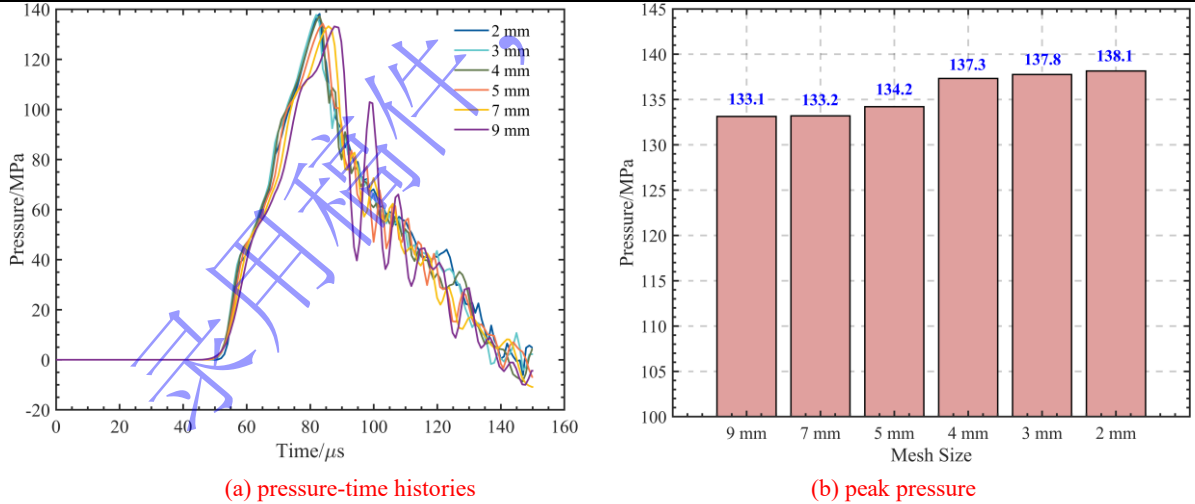 140
120
100
80
60
40
20
0
-20
Pressure/MPa
0 20 40 60 80 100 120 140 160
Time/μs
2 mm
3 mm
4 mm
5 mm
7 mm
9 mm
录用稿件，
(a) pressure-time histories
145
140
135
130
125
120
115
110
105
100
Pressure/MPa
133.1 133.2 134.2 137.3 137.8 138.1
9 mm 7 mm 5 mm 4 mm 3 mm 2 mm
Mesh Size
(b) peak pressure